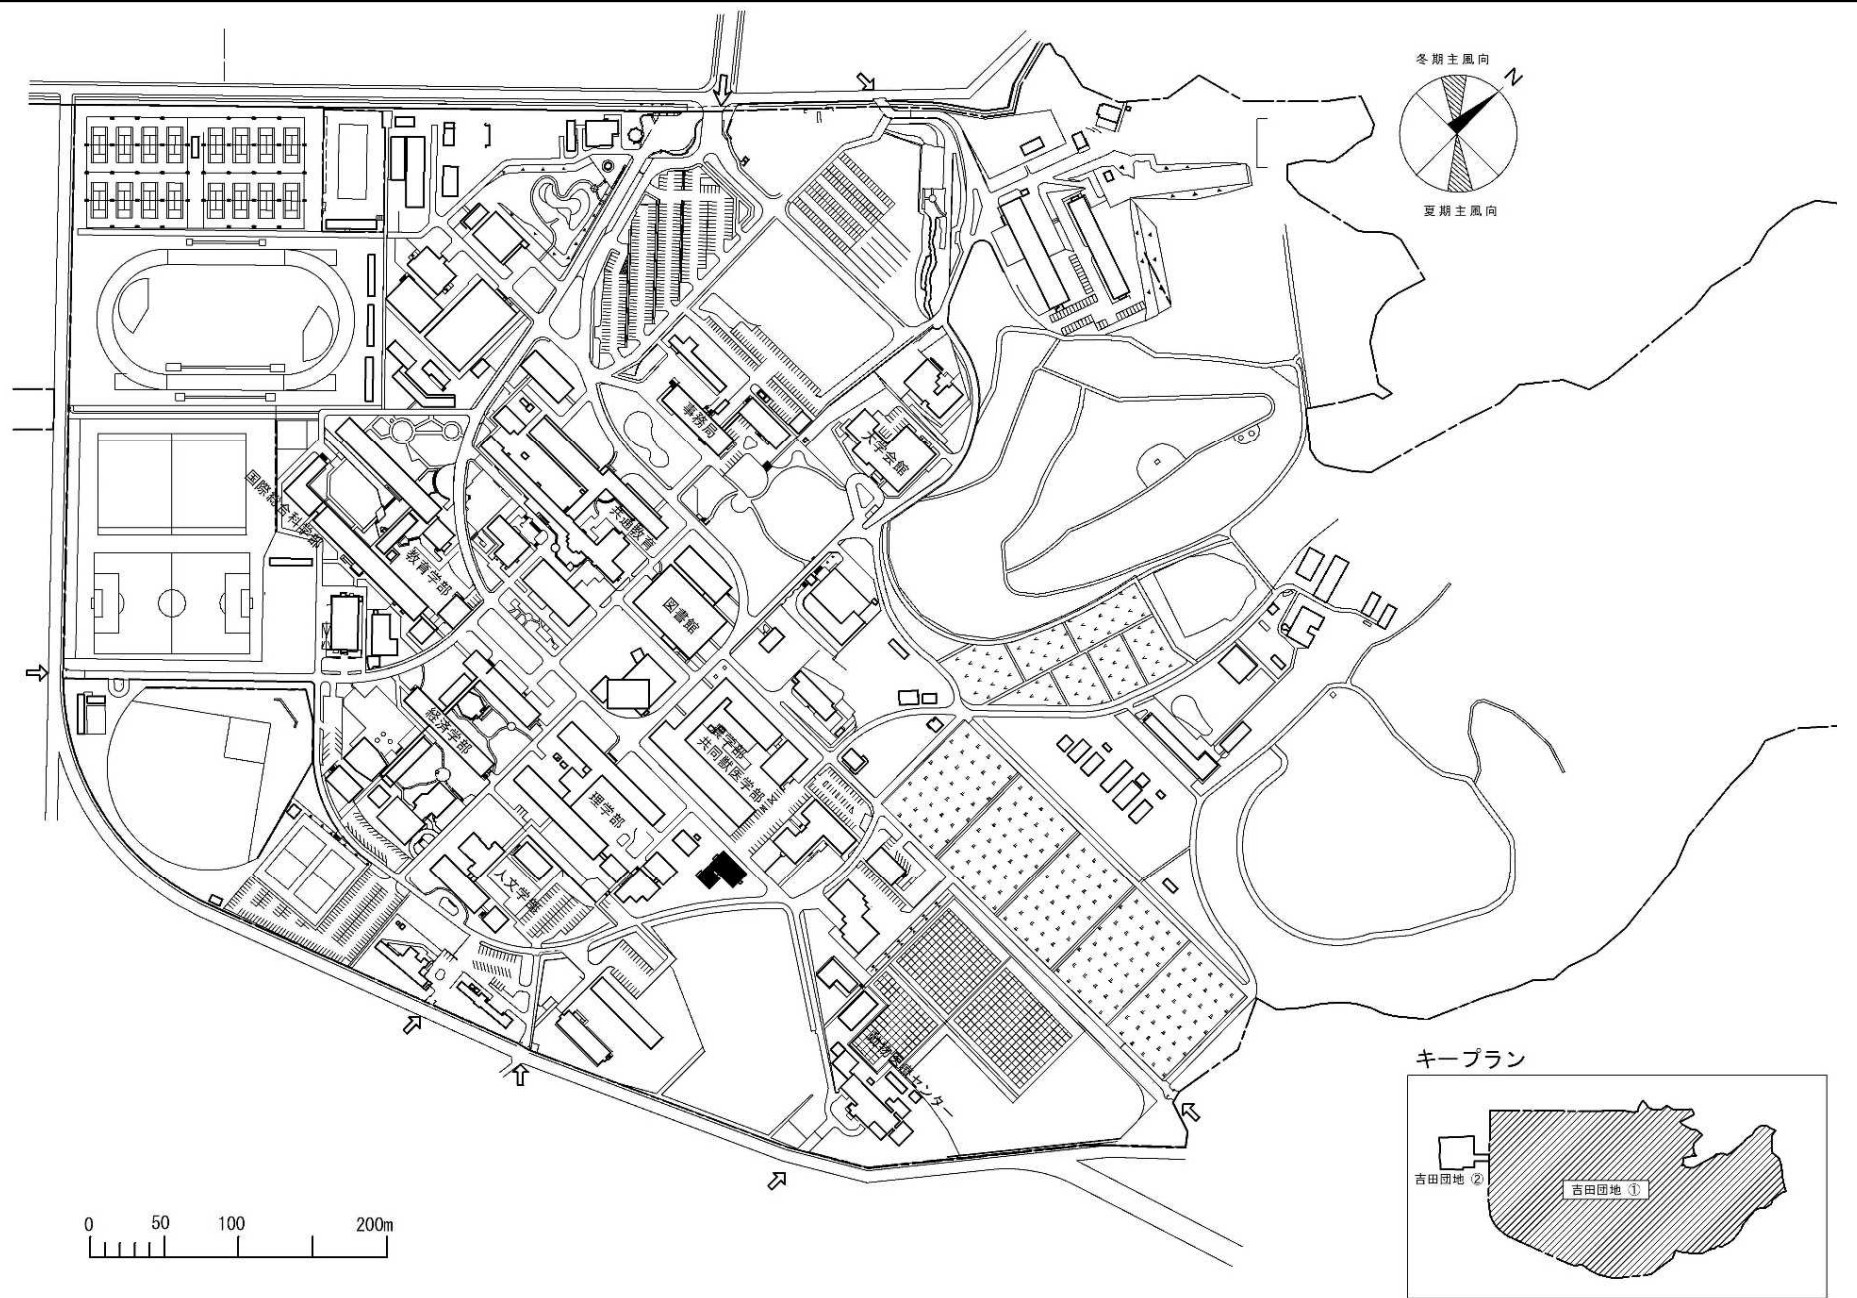 冬期主風向
N
夏期主風向
事務局
大学会館
国際総合科学部
共通教育
教育学部
図書館
経済学部
農学部
共同獣医学部
理学部
人文学部
動物医療センター
キープラン
吉田団地 ②
吉田団地 ①
0 50 100 200m